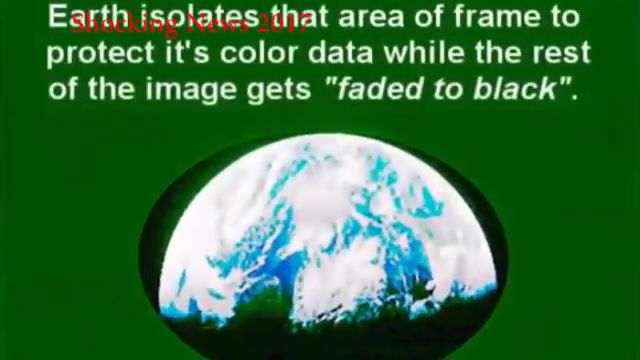 Earth isolates that area of frame to
Shocking News 2017
protect it's color data while the rest
of the image gets "faded to black".